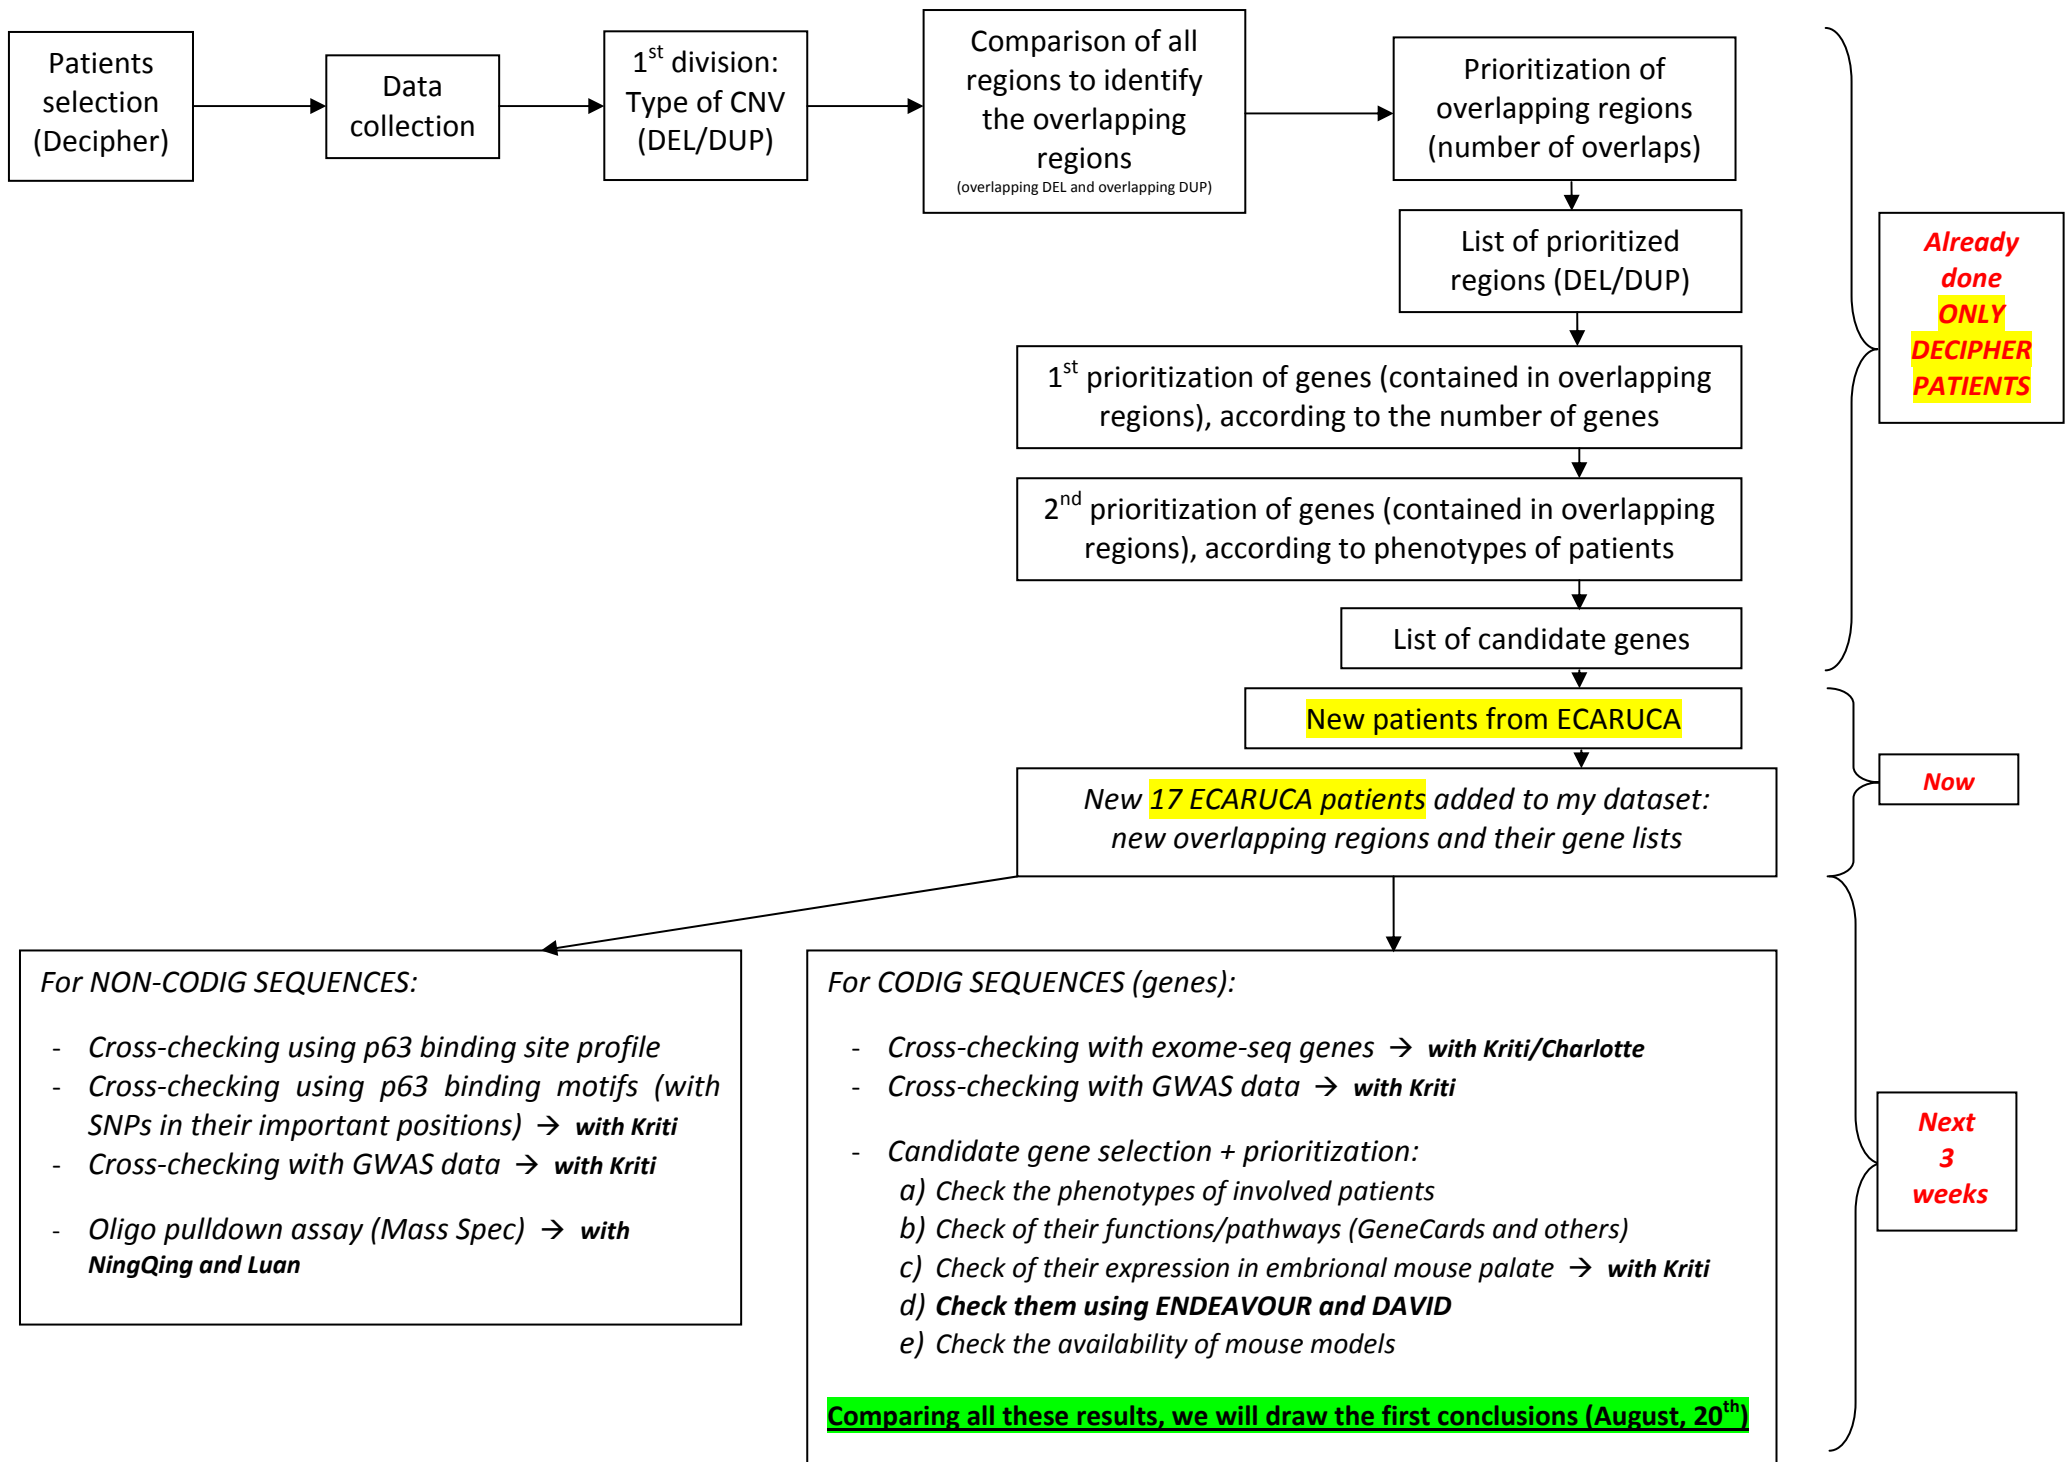 Patients
selection
(Decipher)
Data
collection
1st division:
Type of CNV
(DEL/DUP)
Comparison of all
regions to identify
the overlapping
regions
(overlapping DEL and overlapping DUP)
Prioritization of
overlapping regions
(number of overlaps)
List of prioritized
regions (DEL/DUP)
1st prioritization of genes (contained in overlapping
regions), according to the number of genes
2nd prioritization of genes (contained in overlapping
regions), according to phenotypes of patients
List of candidate genes
Already
done
ONLY
DECIPHER
PATIENTS
New patients from ECARUCA
New 17 ECARUCA patients added to my dataset:
new overlapping regions and their gene lists
Now
For NON-CODIG SEQUENCES:
- Cross-checking using p63 binding site profile
- Cross-checking using p63 binding motifs (with
SNPs in their important positions) → with Kriti
- Cross-checking with GWAS data → with Kriti
- Oligo pulldown assay (Mass Spec) → with
NingQing and Luan
For CODIG SEQUENCES (genes):
- Cross-checking with exome-seq genes → with Kriti/Charlotte
- Cross-checking with GWAS data → with Kriti
- Candidate gene selection + prioritization:
a) Check the phenotypes of involved patients
b) Check of their functions/pathways (GeneCards and others)
c) Check of their expression in embrional mouse palate → with Kriti
d) Check them using ENDEAVOUR and DAVID
e) Check the availability of mouse models
Comparing all these results, we will draw the first conclusions (August, 20th)
Next
3
weeks